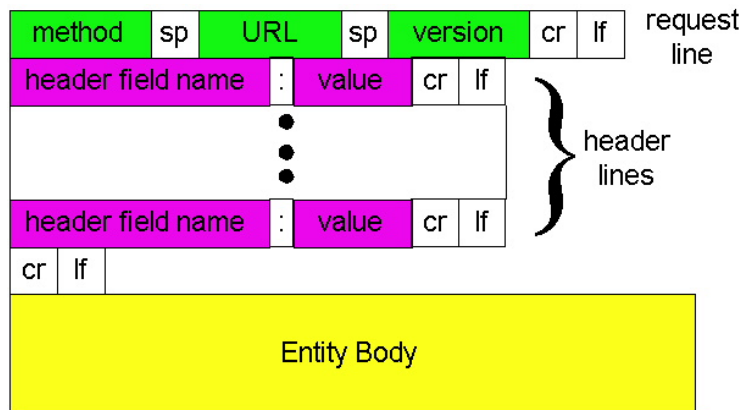 method sp URL sp version cr lf request
line
header field name : value cr lf
header
lines
header field name : value cr lf
cr lf
Entity Body